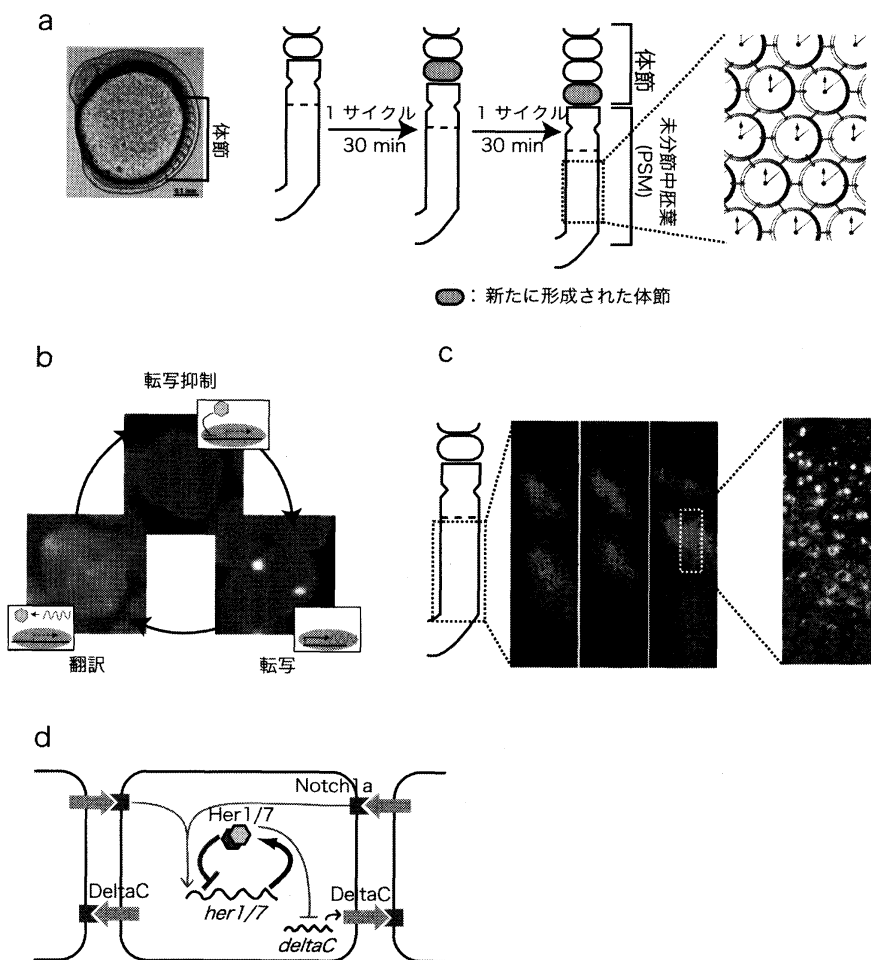 a
体節
1 サイクル
30 min
1 サイクル
30 min
体節
未分節中胚葉
(PSM)
: 新たに形成された体節
b
転写抑制
翻訳
転写
c
d
Notch1a
Her1/7
DeltaC
her1/7
deltaC
DeltaC